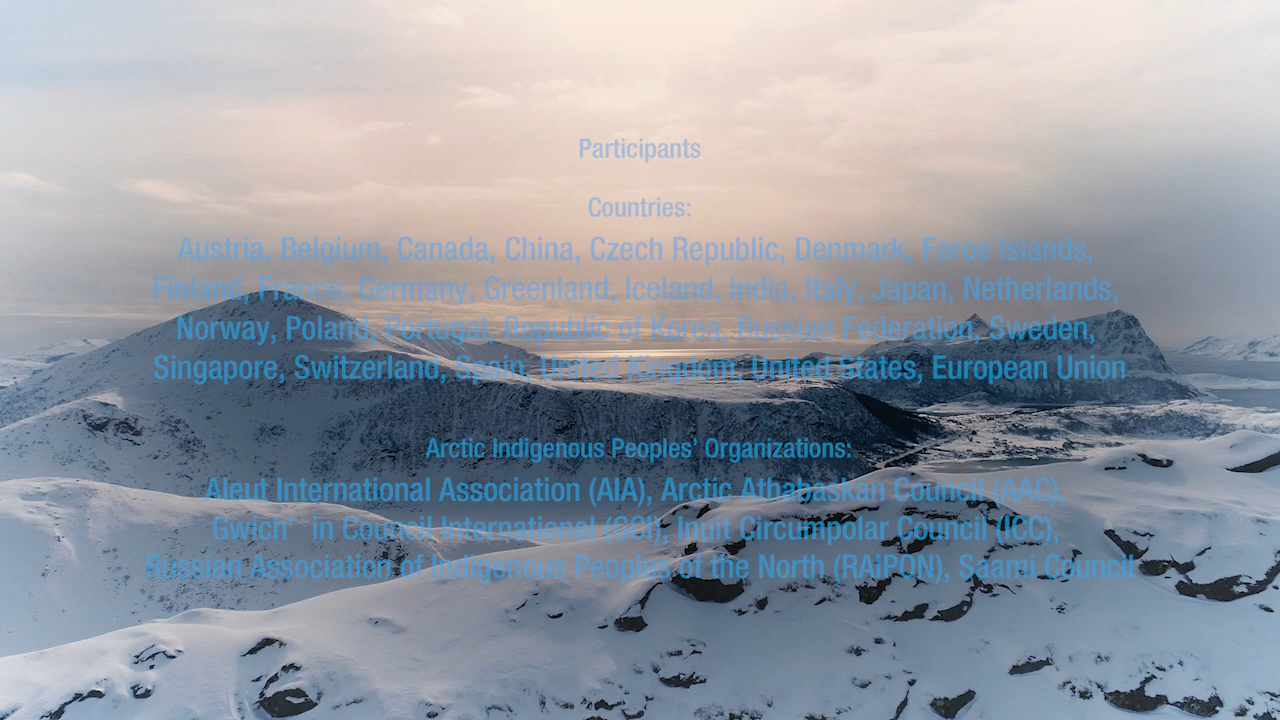 Participants
Countries:
Austria, Belgium, Canada, China, Czech Republic, Denmark, Faroe Islands,
Finland, France, Germany, Greenland, Iceland, India, Italy, Japan, Netherlands,
Norway, Poland, Portugal, Republic of Korea, Russian Federation, Sweden,
Singapore, Switzerland, Spain, United Kingdom, United States, European Union
Arctic Indigenous Peoples’ Organizations:
Aleut International Association (AIA), Arctic Athabaskan Council (AAC),
Gwich’ in Council International (GCI), Inuit Circumpolar Council (ICC),
Russian Association of Indigenous Peoples of the North (RAiPON), Saami Council